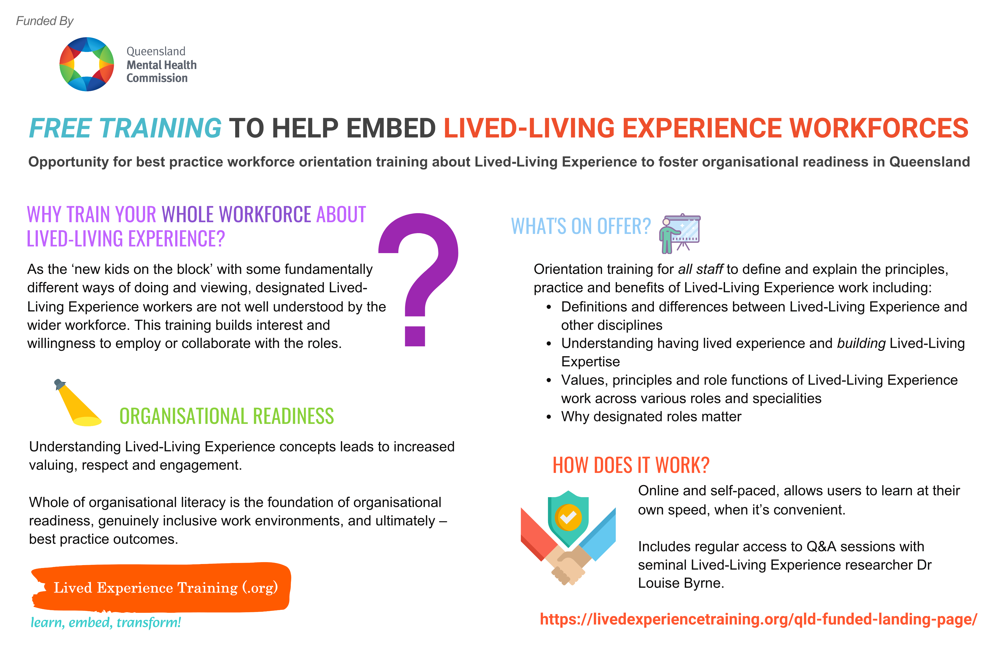 Funded By
Queensland
Mental Health
Commission
FREE TRAINING TO HELP EMBED LIVED-LIVING EXPERIENCE WORKFORCES
Opportunity for best practice workforce orientation training about Lived-Living Experience to foster organisational readiness in Queensland
WHY TRAIN YOUR WHOLE WORKFORCE ABOUT
LIVED-LIVING EXPERIENCE?
As the ‘new kids on the block’ with some fundamentally
different ways of doing and viewing, designated Lived-
Living Experience workers are not well understood by the
wider workforce. This training builds interest and
willingness to employ or collaborate with the roles.
?
ORGANISATIONAL READINESS
Understanding Lived-Living Experience concepts leads to increased
valuing, respect and engagement.
Whole of organisational literacy is the foundation of organisational
readiness, genuinely inclusive work environments, and ultimately –
best practice outcomes.
Lived Experience Training (.org)
learn, embed, transform!
WHAT'S ON OFFER?
Orientation training for all staff to define and explain the principles,
practice and benefits of Lived-Living Experience work including:
• Definitions and differences between Lived-Living Experience and
other disciplines
• Understanding having lived experience and building Lived-Living
Expertise
• Values, principles and role functions of Lived-Living Experience
work across various roles and specialities
• Why designated roles matter
HOW DOES IT WORK?
Online and self-paced, allows users to learn at their
own speed, when it’s convenient.
Includes regular access to Q&A sessions with
seminal Lived-Living Experience researcher Dr
Louise Byrne.
https://livedexperiencetraining.org/qld-funded-landing-page/